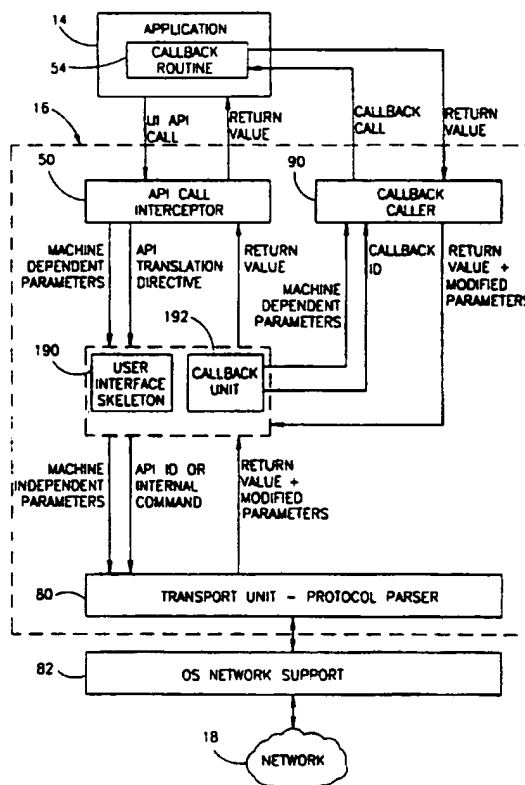 14
APPLICATION
54
CALLBACK
ROUTINE
16
UI API
CALL
RETURN
VALUE
CALLBACK
CALL
RETURN
VALUE
50
API CALL
INTERCEPTOR
90
CALLBACK
CALLER
MACHINE
DEPENDENT
PARAMETERS
API
TRANSLATION
DIRECTIVE
RETURN
VALUE
MACHINE
DEPENDENT
PARAMETERS
CALLBACK
ID
RETURN
VALUE +
MODIFIED
PARAMETERS
190
USER
INTERFACE
SKELETON
192
CALLBACK
UNIT
MACHINE
INDEPENDENT
PARAMETERS
API ID OR
INTERNAL
COMMAND
RETURN
VALUE +
MODIFIED
PARAMETERS
80
TRANSPORT UNIT - PROTOCOL PARSER
82
OS NETWORK SUPPORT
18
NETWORK